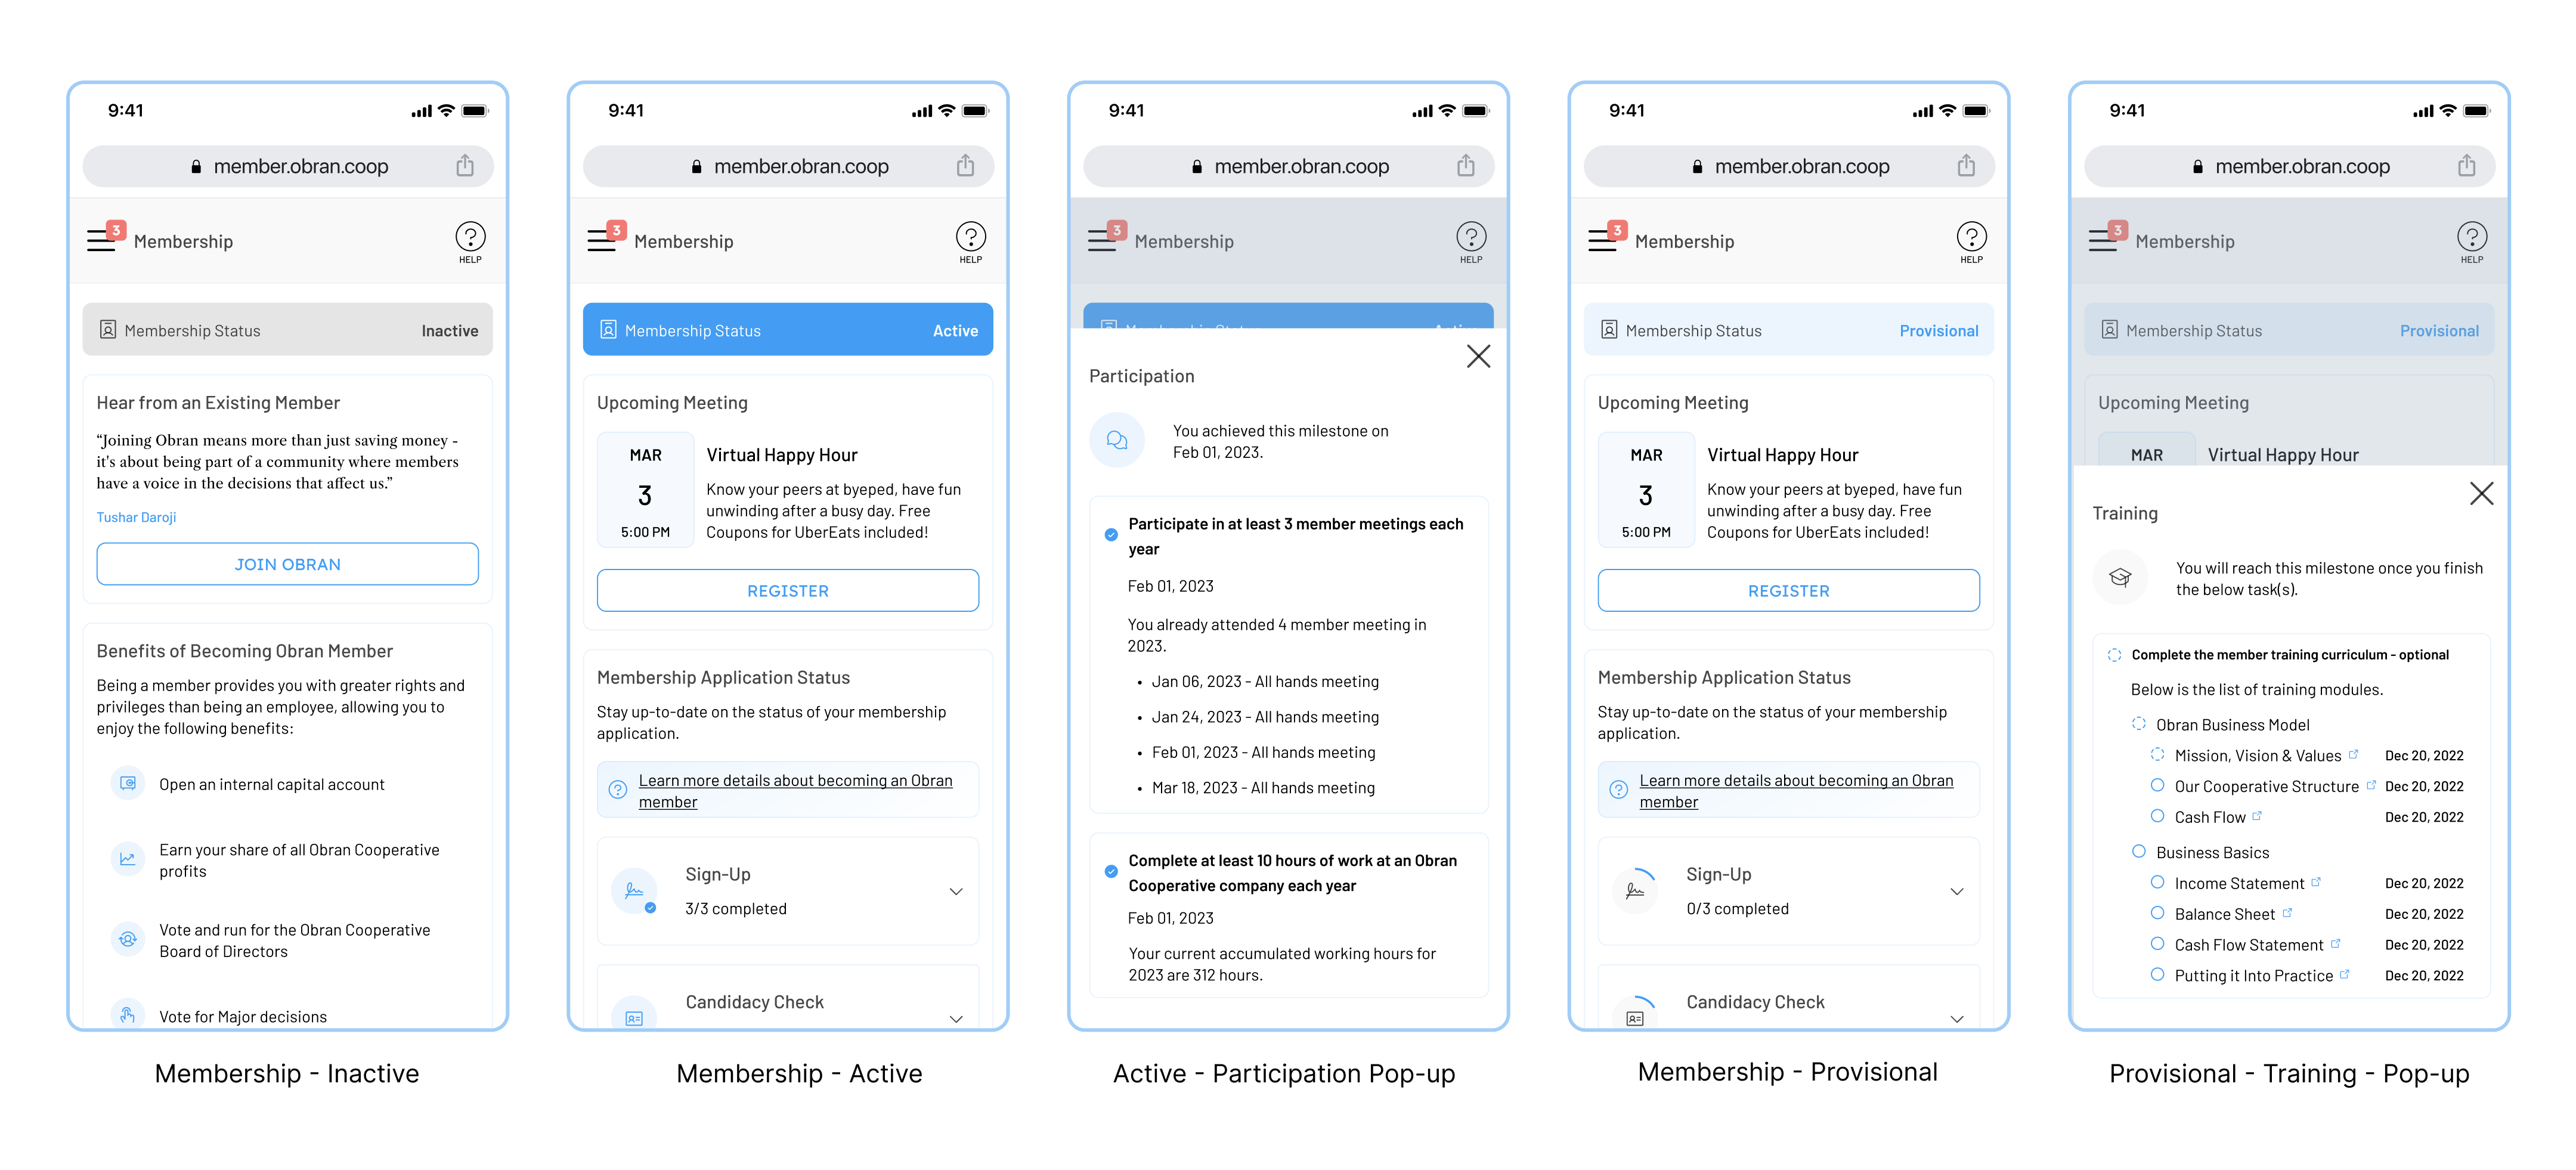 9:41
member.obran.coop
3
Membership
HELP
Membership Status
Inactive
Hear from an Existing Member
“Joining Obran means more than just saving money -
it's about being part of a community where members
have a voice in the decisions that affect us.”
Tushar Daroji
JOIN OBRAN
Benefits of Becoming Obran Member
Being a member provides you with greater rights and
privileges than being an employee, allowing you to
enjoy the following benefits:
Open an internal capital account
Earn your share of all Obran Cooperative
profits
Vote and run for the Obran Cooperative
Board of Directors
Vote for Major decisions
Membership - Inactive
9:41
member.obran.coop
3
Membership
HELP
Membership Status
Active
Upcoming Meeting
MAR
3
5:00 PM
Virtual Happy Hour
Know your peers at byeped, have fun
unwinding after a busy day. Free
Coupons for UberEats included!
REGISTER
Membership Application Status
Stay up-to-date on the status of your membership
application.
Learn more details about becoming an Obran
member
Sign-Up
3/3 completed
Candidacy Check
Membership - Active
9:41
member.obran.coop
3
Membership
HELP
Membership Status
Active
Participation
You achieved this milestone on
Feb 01, 2023.
Participate in at least 3 member meetings each
year
Feb 01, 2023
You already attended 4 member meeting in
2023.
• Jan 06, 2023 - All hands meeting
• Jan 24, 2023 - All hands meeting
• Feb 01, 2023 - All hands meeting
• Mar 18, 2023 - All hands meeting
Complete at least 10 hours of work at an Obran
Cooperative company each year
Feb 01, 2023
Your current accumulated working hours for
2023 are 312 hours.
Active - Participation Pop-up
9:41
member.obran.coop
3
Membership
HELP
Membership Status
Provisional
Upcoming Meeting
MAR
3
5:00 PM
Virtual Happy Hour
Know your peers at byeped, have fun
unwinding after a busy day. Free
Coupons for UberEats included!
REGISTER
Membership Application Status
Stay up-to-date on the status of your membership
application.
Learn more details about becoming an Obran
member
Sign-Up
0/3 completed
Candidacy Check
Membership - Provisional
9:41
member.obran.coop
3
Membership
HELP
Membership Status
Provisional
Upcoming Meeting
MAR
Virtual Happy Hour
Training
You will reach this milestone once you finish
the below task(s).
Complete the member training curriculum - optional
Below is the list of training modules.
Obran Business Model
Mission, Vision & Values Dec 20, 2022
Our Cooperative Structure Dec 20, 2022
Cash Flow Dec 20, 2022
Business Basics
Income Statement Dec 20, 2022
Balance Sheet Dec 20, 2022
Cash Flow Statement Dec 20, 2022
Putting it Into Practice Dec 20, 2022
Provisional - Training - Pop-up